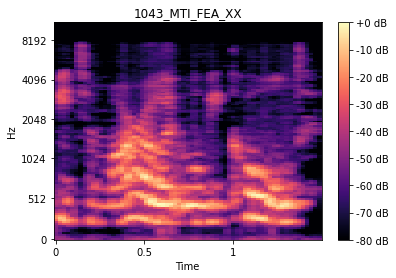 1043_MTI_FEA_XX
+0 dB
8192
-10 dB
4096
-20 dB
-30 dB
2048
Hz
-40 dB
1024
-50 dB
512
-60 dB
-70 dB
0
-80 dB
0
0.5
1
Time